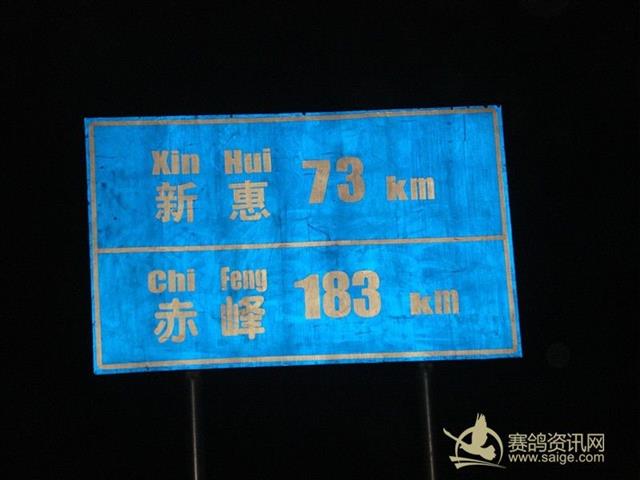 Xin Hui 73 km
新 惠
Chi Feng 183 km
赤 峰
赛鸽资讯网
www.saige.com